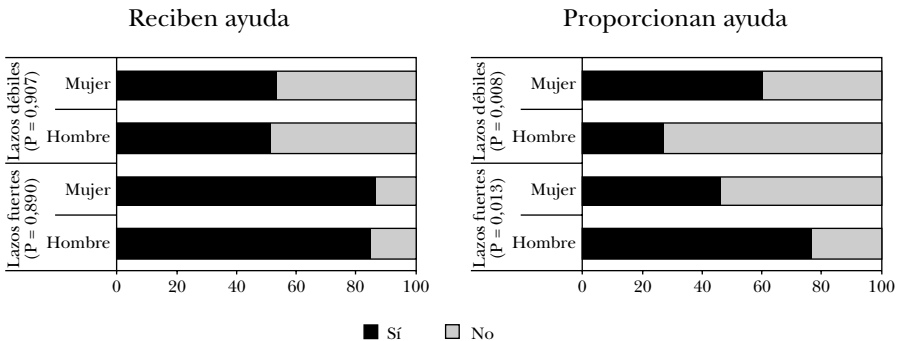 Reciben ayuda
Lazos débiles
(P = 0,907)
Mujer
Hombre
Lazos fuertes
(P = 0,890)
Mujer
Hombre
0 20 40 60 80 100
Proporcionan ayuda
Lazos débiles
(P = 0,008)
Mujer
Hombre
Lazos fuertes
(P = 0,013)
Mujer
Hombre
0 20 40 60 80 100
Sí No